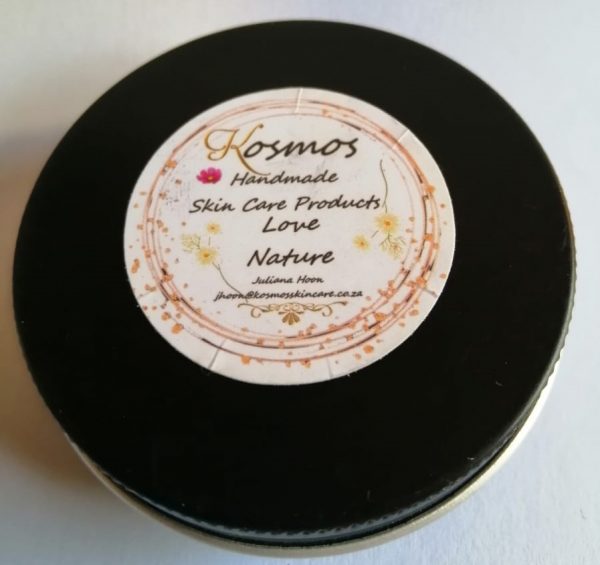 Kosmos
Handmade
Skin Care Products
Love
Nature
Juliana Hoon
jhoon@kosmosskincare.co.za